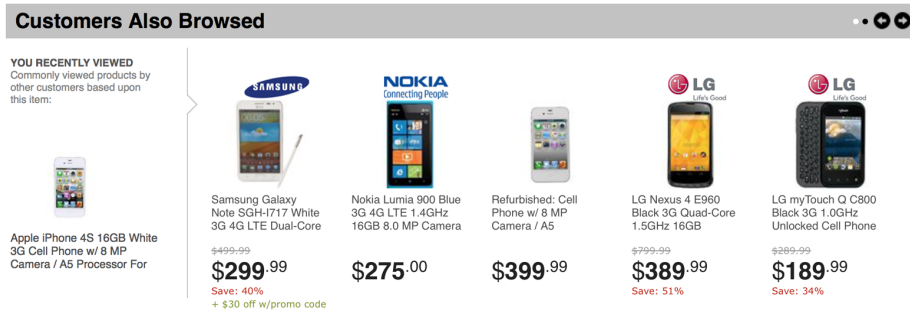 Customers Also Browsed
YOU RECENTLY VIEWED
Commonly viewed products by
other customers based upon
this item:
Apple iPhone 4S 16GB White
3G Cell Phone w/ 8 MP
Camera / A5 Processor For
SAMSUNG
Samsung Galaxy
Note SGH-I717 White
3G 4G LTE Dual-Core
$499.99
$299.99
Save: 40%
+ $30 off w/promo code
NOKIA
Connecting People
Nokia Lumia 900 Blue
3G 4G LTE 1.4GHz
16GB 8.0 MP Camera
$275.00
Refurbished: Cell
Phone w/ 8 MP
Camera / A5
$399.99
LG
Life's Good
LG Nexus 4 E960
Black 3G Quad-Core
1.5GHz 16GB
$799.99
$389.99
Save: 51%
LG
Life's Good
LG myTouch Q C800
Black 3G 1.0GHz
Unlocked Cell Phone
$289.99
$189.99
Save: 34%